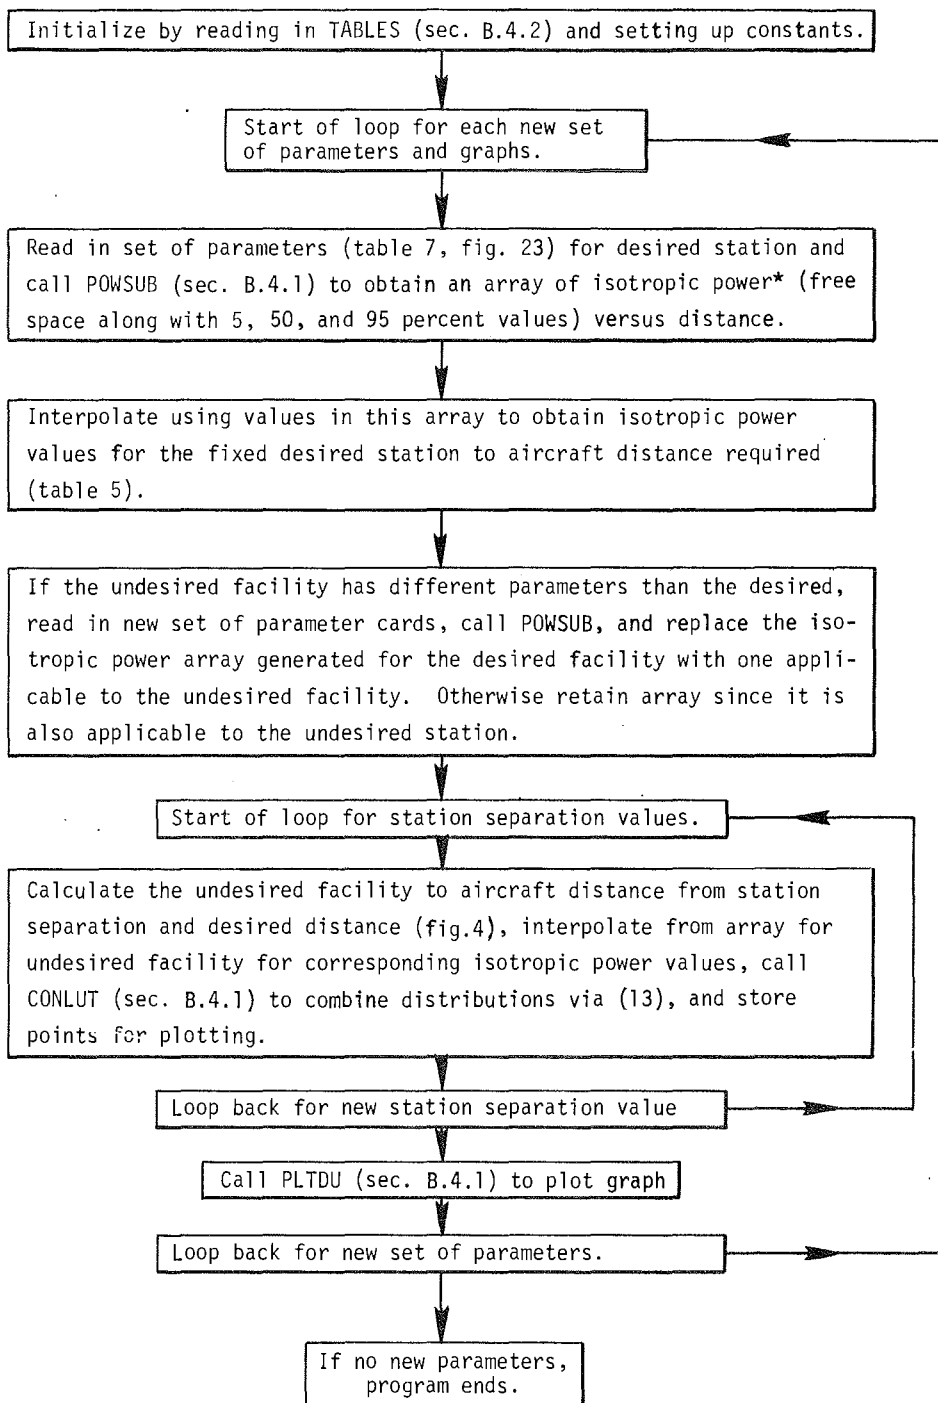 Initialize by reading in TABLES (sec. B.4.2) and setting up constants.
Start of loop for each new set
of parameters and graphs.
Read in set of parameters (table 7, fig. 23) for desired station and
call POWSUB (sec. B.4.1) to obtain an array of isotropic power* (free
space along with 5, 50, and 95 percent values) versus distance.
Interpolate using values in this array to obtain isotropic power
values for the fixed desired station to aircraft distance required
(table 5).
If the undesired facility has different parameters than the desired,
read in new set of parameter cards, call POWSUB, and replace the iso-
tropic power array generated for the desired facility with one appli-
cable to the undesired facility.  Otherwise retain array since it is
also applicable to the undesired station.
Start of loop for station separation values.
Calculate the undesired facility to aircraft distance from station
separation and desired distance (fig.4), interpolate from array for
undesired facility for corresponding isotropic power values, call
CONLUT (sec. B.4.1) to combine distributions via (13), and store
points for plotting.
Loop back for new station separation value
Call PLTDU (sec. B.4.1) to plot graph
Loop back for new set of parameters.
If no new parameters,
program ends.